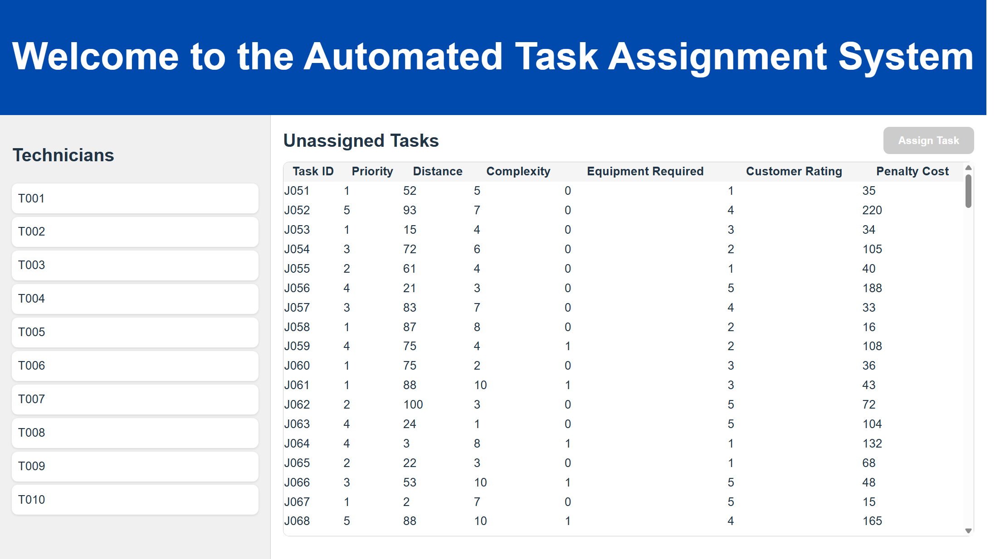 Welcome to the Automated Task Assignment System
Technicians
T001
T002
T003
T004
T005
T006
T007
T008
T009
T010
Unassigned Tasks
Assign Task
Task ID Priority Distance Complexity Equipment Required Customer Rating Penalty Cost
J051 1 52 5 0 1 35
J052 5 93 7 0 4 220
J053 1 15 4 0 3 34
J054 3 72 6 0 2 105
J055 2 61 4 0 1 40
J056 4 21 3 0 5 188
J057 3 83 7 0 4 33
J058 1 87 8 0 2 16
J059 4 75 4 1 2 108
J060 1 75 2 0 3 36
J061 1 88 10 1 3 43
J062 2 100 3 0 5 72
J063 4 24 1 0 5 104
J064 4 3 8 1 1 132
J065 2 22 3 0 1 68
J066 3 53 10 1 5 48
J067 1 2 7 0 5 15
J068 5 88 10 1 4 165